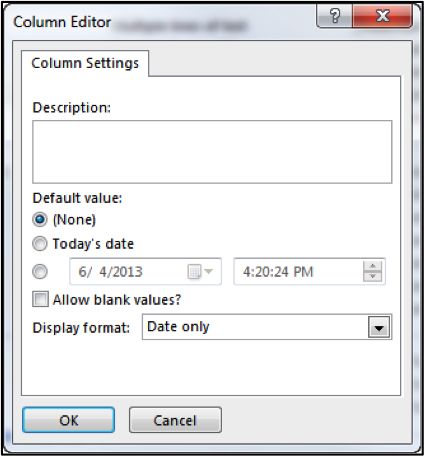 Column Editor
Column Settings
Description:
Default value:
(None)
Today's date
6/ 4/2013 4:20:24 PM
Allow blank values?
Display format: Date only
OK Cancel